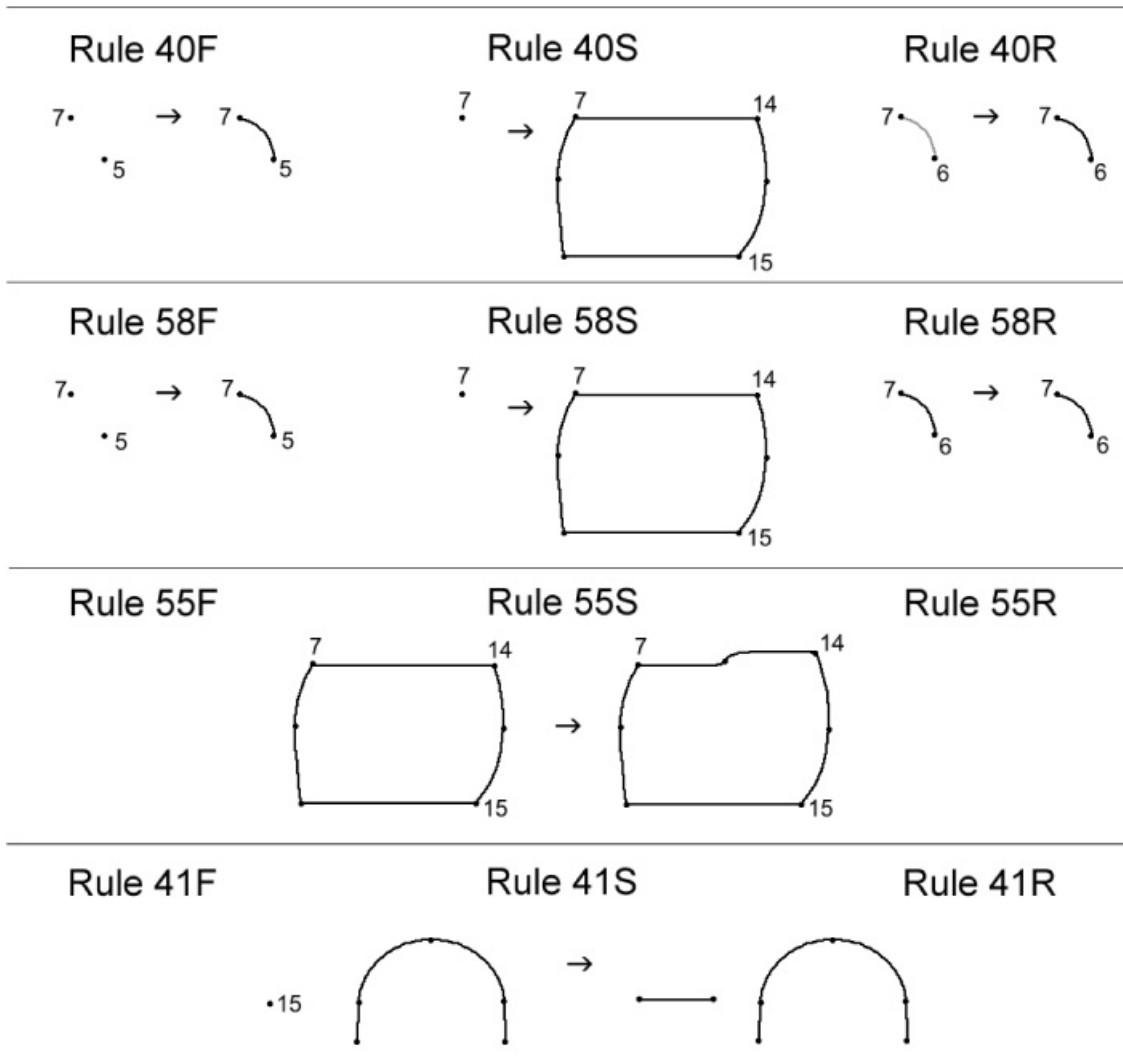 Rule 40F Rule 40S Rule 40R
7 → 7 7 → 7 14 7 → 7
5 5 15 6 6
Rule 58F Rule 58S Rule 58R
7 → 7 7 → 7 14 7 → 7
5 5 15 6 6
Rule 55F Rule 55S Rule 55R
7 14 → 7 14
15 15
Rule 41F Rule 41S Rule 41R
15 →